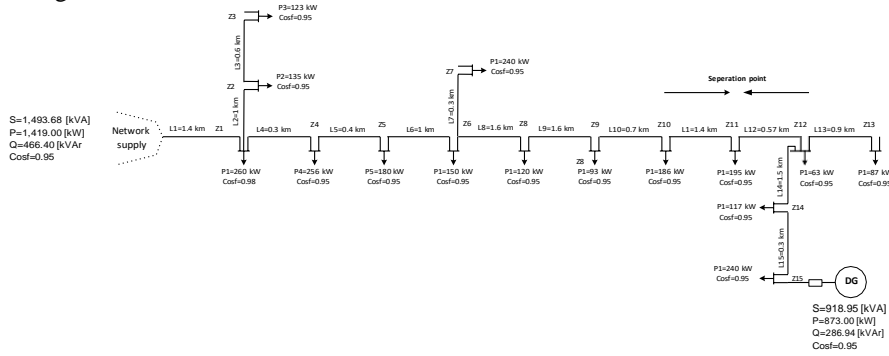 Z3
P3=123 kW
Cosf=0.95
L3=0.6 km
Z2
P2=135 kW
Cosf=0.95
L2=1 km
Z7
P1=240 kW
Cosf=0.95
L7=0.3 km
Seperation point
S=1,493.68 [kVA]
P=1,419.00 [kW]
Q=466.40 [kVAr]
Cosf=0.95
Network
supply
L1=1.4 km
Z1
L4=0.3 km
Z4
L5=0.4 km
Z5
L6=1 km
Z6
L8=1.6 km
Z8
L9=1.6 km
Z9
L10=0.7 km
Z10
L1=1.4 km
Z11
L12=0.57 km
Z12
L13=0.9 km
Z13
Z8
P1=260 kW
Cosf=0.98
P4=256 kW
Cosf=0.95
P5=180 kW
Cosf=0.95
P1=150 kW
Cosf=0.95
P1=120 kW
Cosf=0.95
P1=93 kW
Cosf=0.95
P1=186 kW
Cosf=0.95
P1=195 kW
Cosf=0.95
P1=63 kW
Cosf=0.95
P1=87 kW
Cosf=0.95
L14=1.5 km
P1=117 kW
Cosf=0.95
Z14
L15=0.3 km
P1=240 kW
Cosf=0.95
Z15
DG
S=918.95 [kVA]
P=873.00 [kW]
Q=286.94 [kVAr]
Cosf=0.95